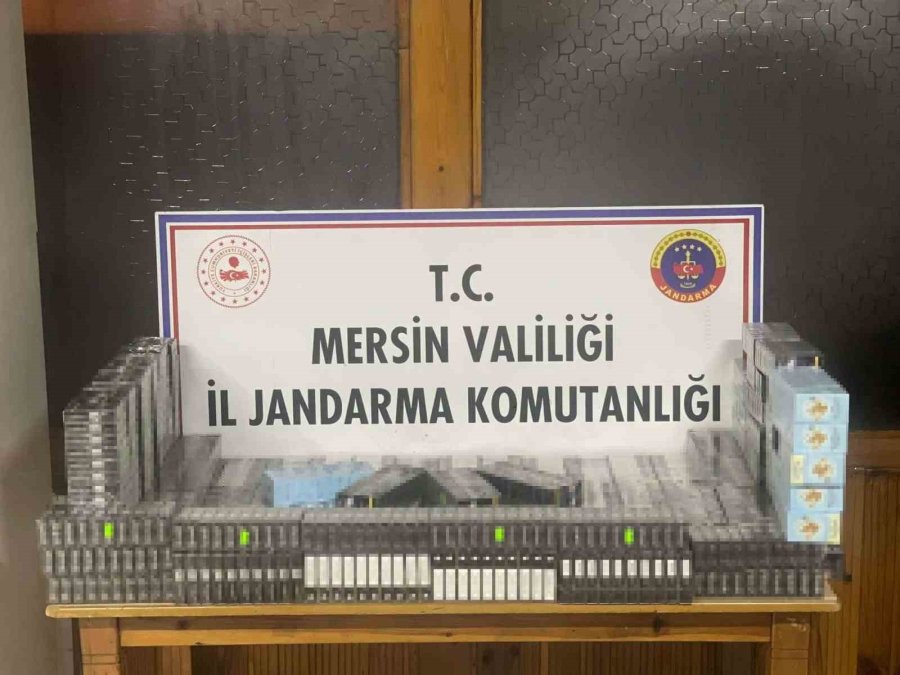 T.C.
MERSİN VALİLİĞİ
İL JANDARMA KOMUTANLIĞI
JANDARMA